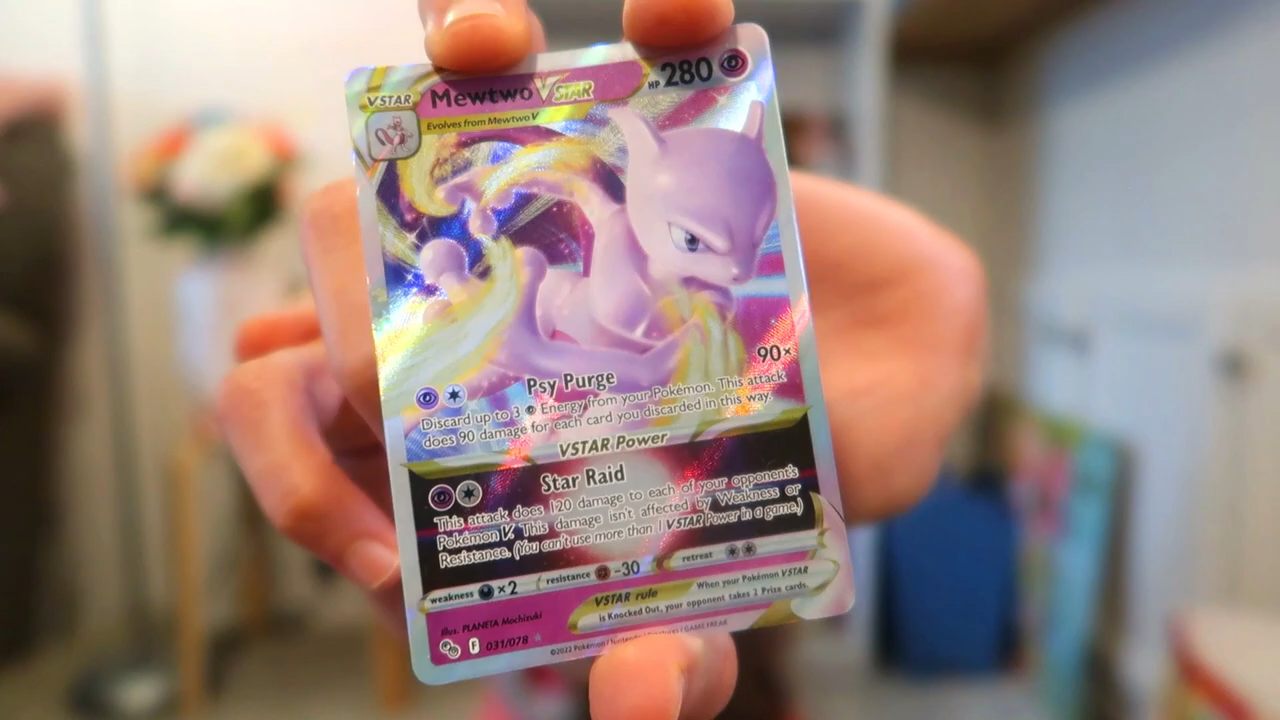 VSTAR Mewtwo VSTAR HP 280
Evolves from Mewtwo V
Psy Purge 90×
Discard up to 3 Energy from your Pokémon. This attack
does 90 damage for each card you discarded in this way.
VSTAR Power
Star Raid
This attack does 120 damage to each of your opponent's
Pokémon V. This damage isn't affected by Weakness or
Resistance. (You can't use more than 1 VSTAR Power in a game.)
weakness ×2 resistance -30 retreat
VSTAR rule When your Pokémon VSTAR
is Knocked Out, your opponent takes 2 Prize cards.
Illus. PLANETA Mochizuki
F 031/078
©2022 Pokémon / Nintendo / Creatures / GAME FREAK